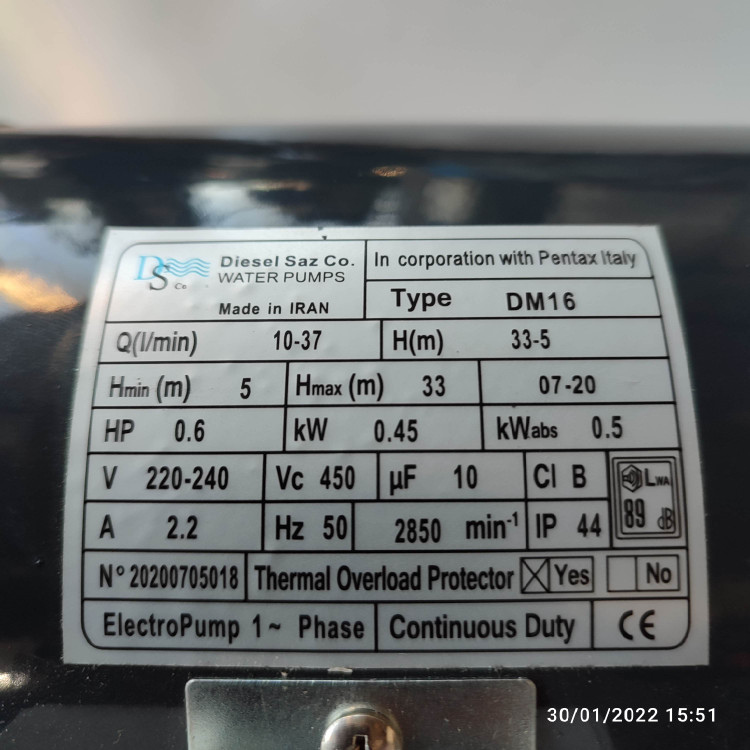 DS Co
Diesel Saz Co.
WATER PUMPS
Made in IRAN
In corporation with Pentax Italy
Type DM16
Q(l/min) 10-37 H(m) 33-5
Hmin (m) 5 Hmax (m) 33 07-20
HP 0.6 kW 0.45 kWabs 0.5
V 220-240 Vc 450 µF 10 Cl B
LWA
89 dB
A 2.2 Hz 50 2850 min-1 IP 44
N° 20200705018 Thermal Overload Protector Yes No
ElectroPump 1~ Phase Continuous Duty CE
30/01/2022 15:51